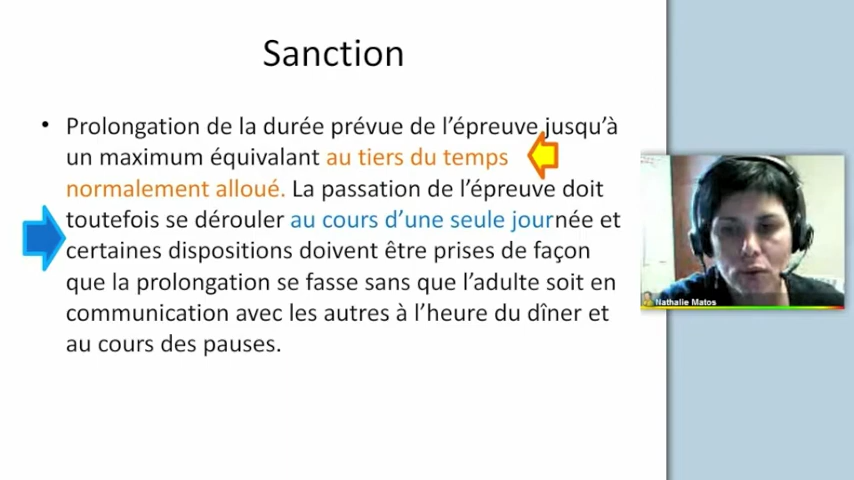 Sanction
• Prolongation de la durée prévue de l'épreuve jusqu'à
un maximum équivalant au tiers du temps
normalement alloué. La passation de l'épreuve doit
toutefois se dérouler au cours d'une seule journée et
certaines dispositions doivent être prises de façon
que la prolongation se fasse sans que l'adulte soit en
communication avec les autres à l'heure du dîner et
au cours des pauses.
Nathalie Matos